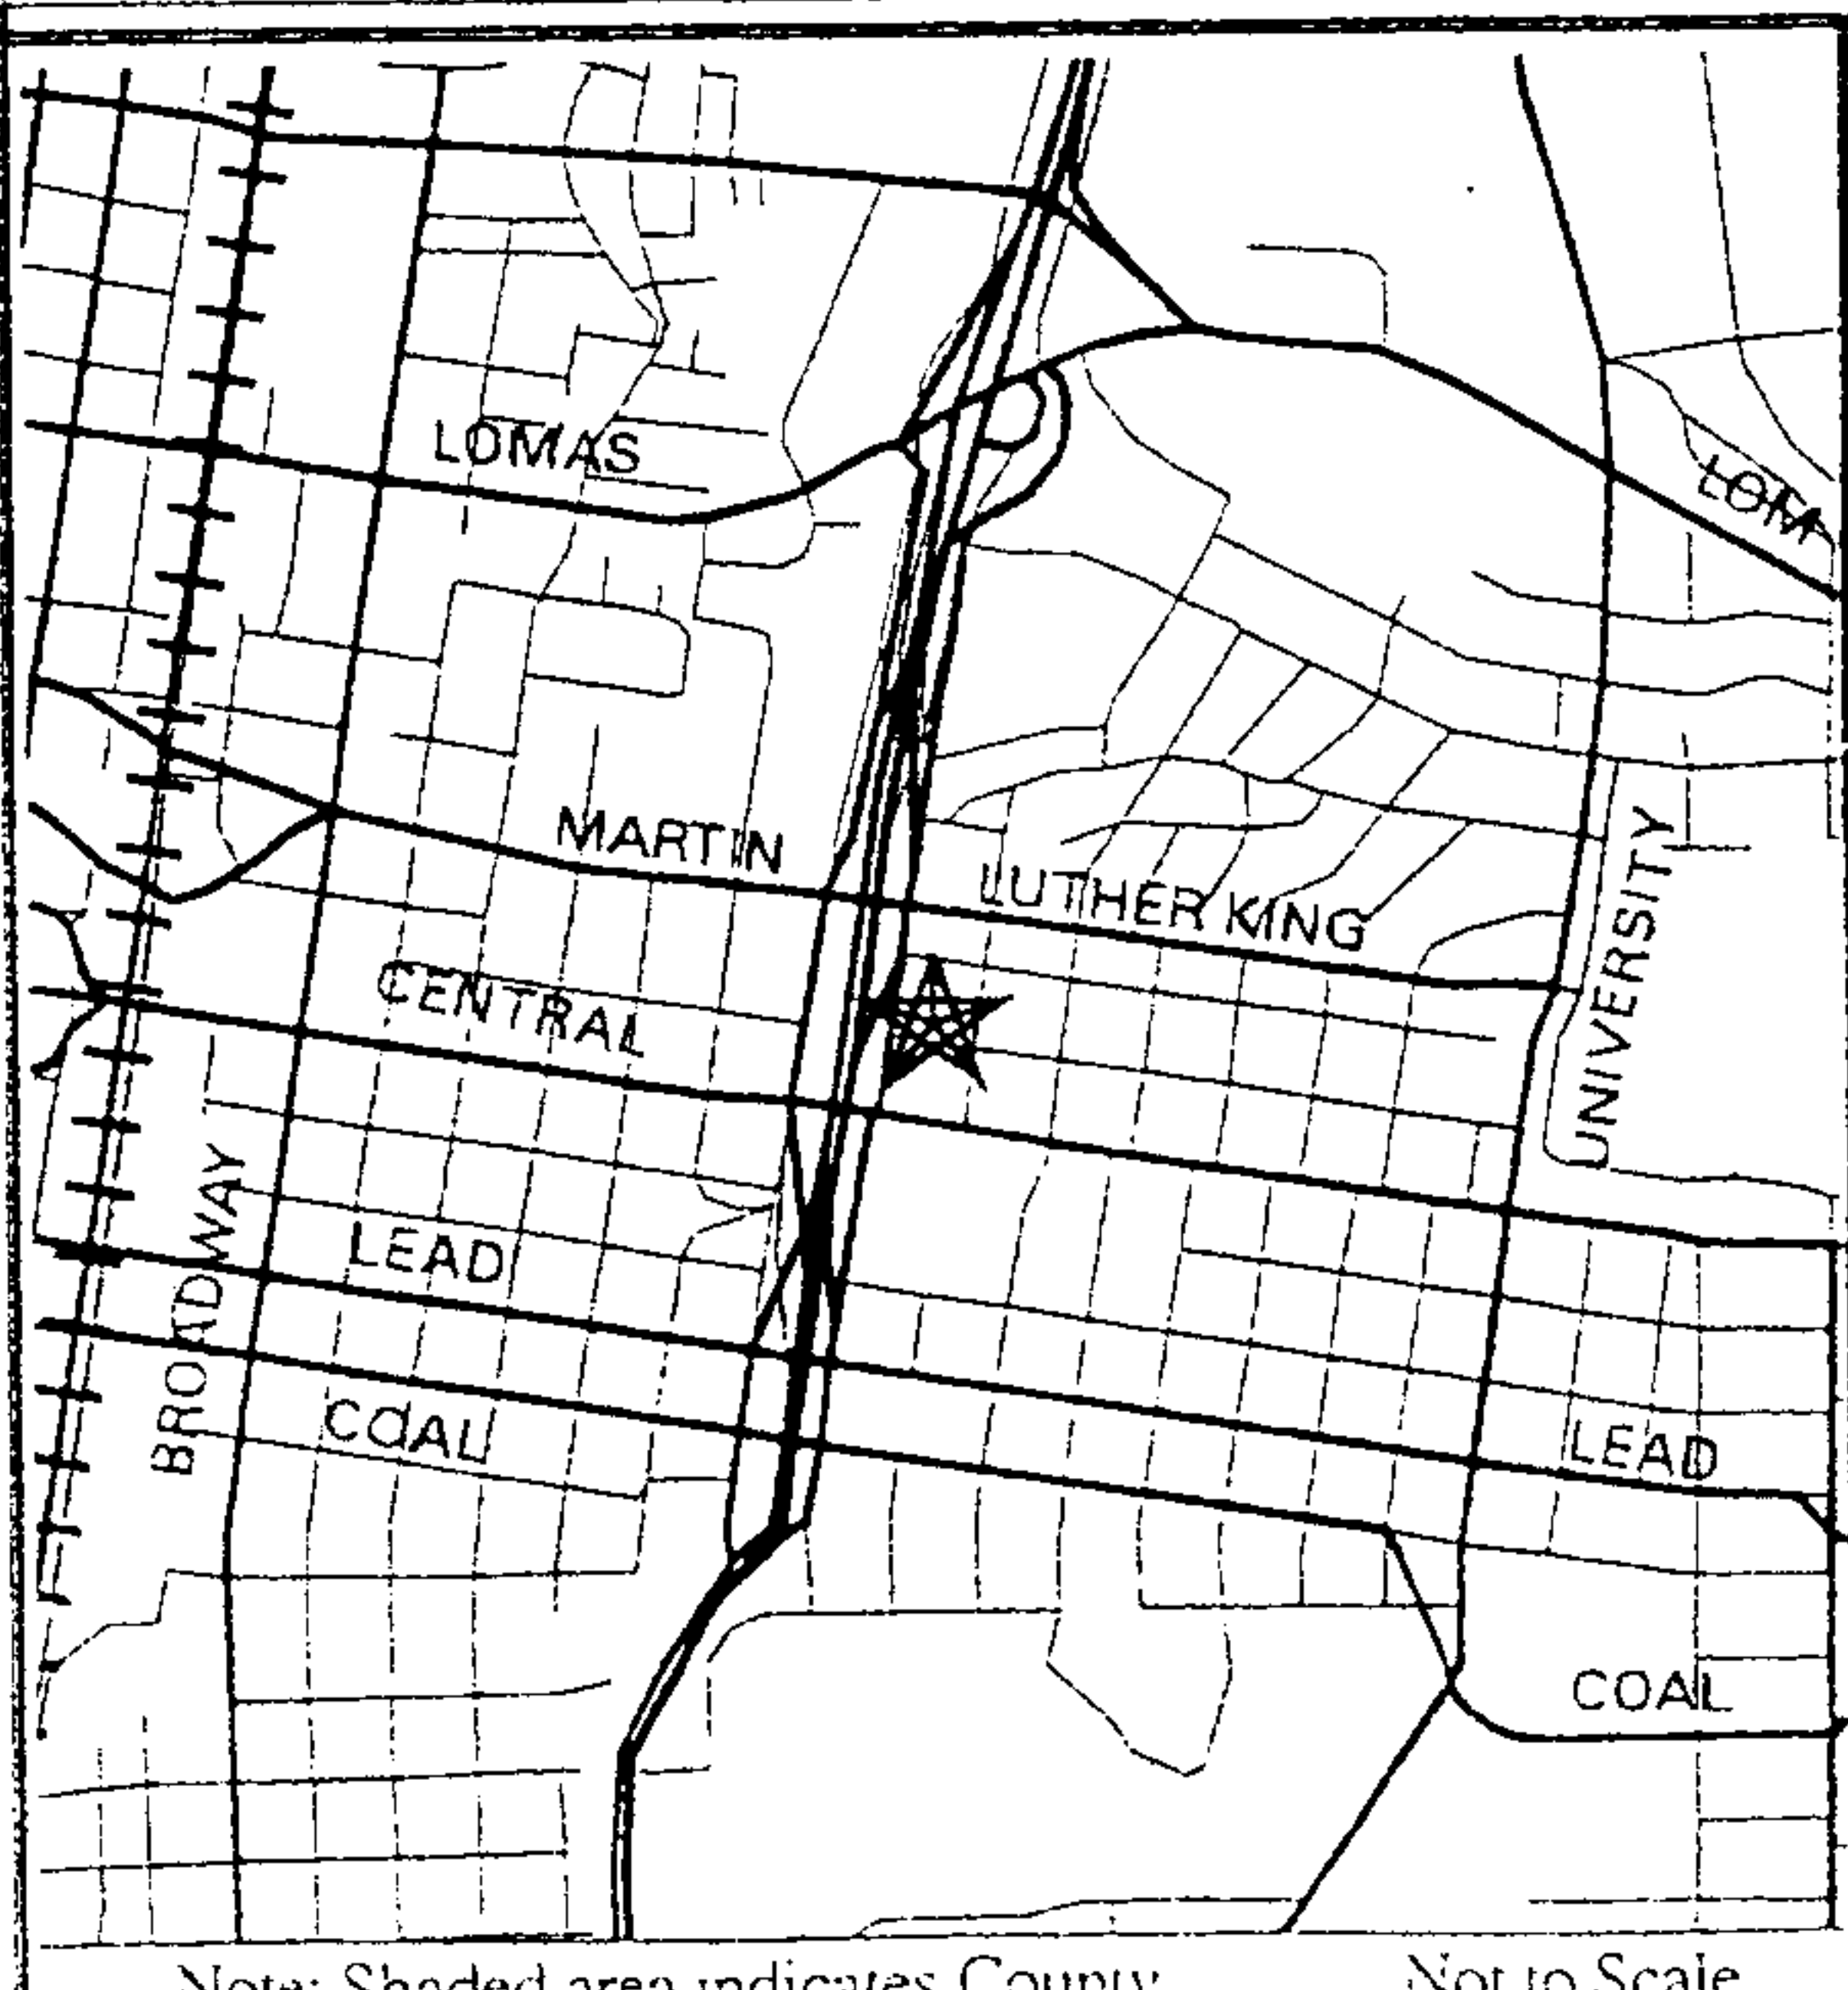 LOMAS
LOM
MARTIN
LUTHER KING
UNIVERSITY
CENTRAL
BROADWAY
LEAD
COAL
LEAD
COAL
Note: Shaded area indicates County
Not to Scale